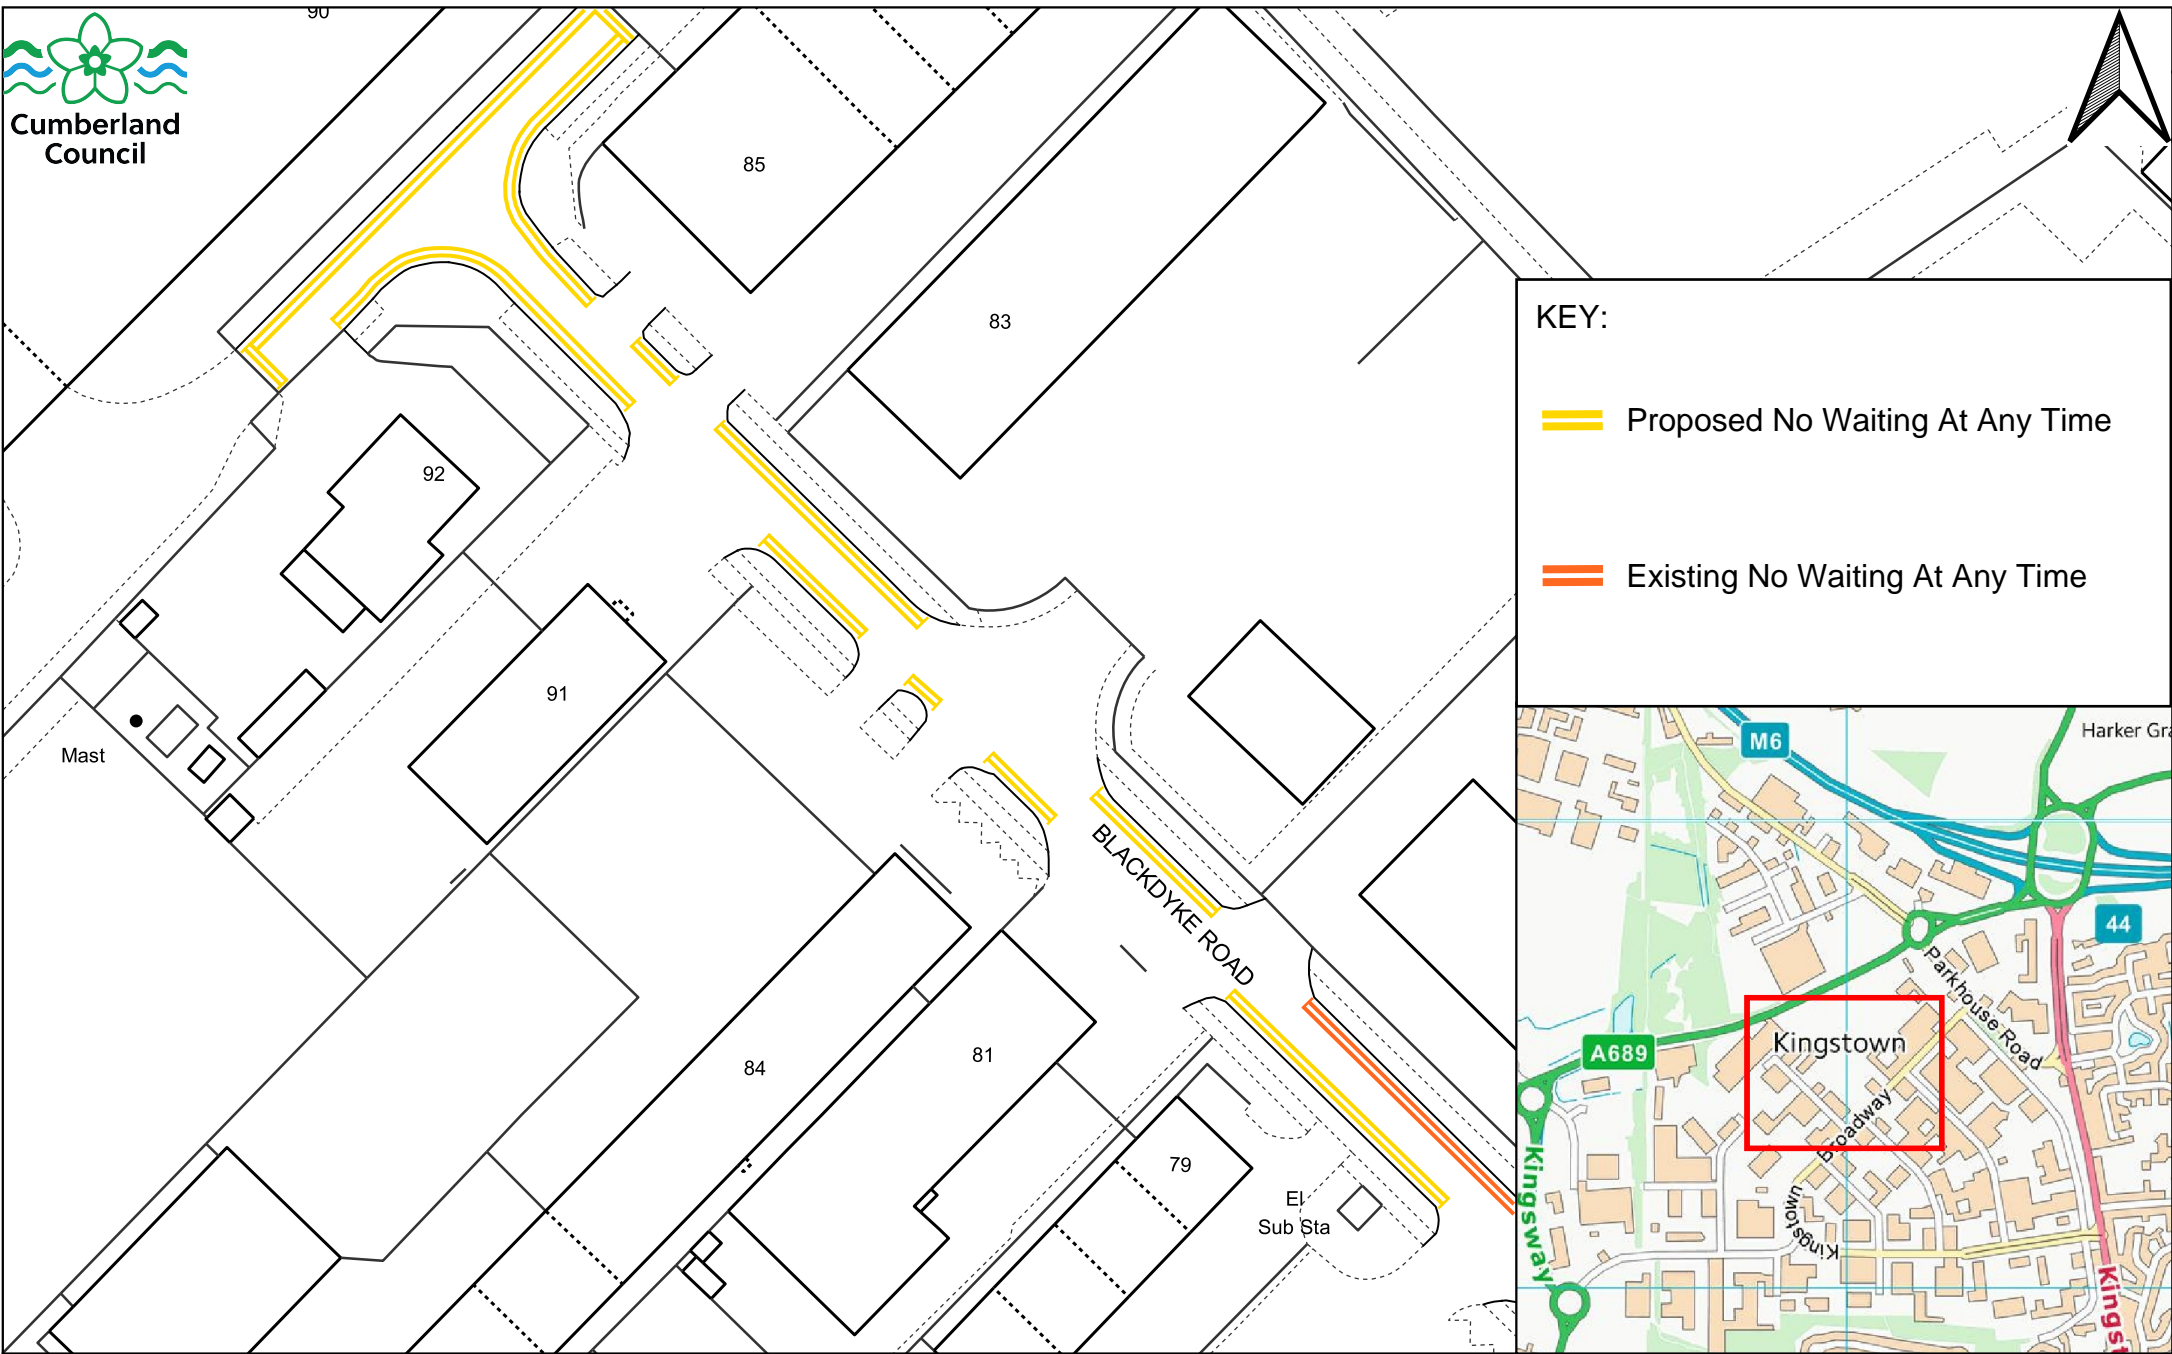 90
Cumberland
Council
85
83
92
91
Mast
84
81
79
El
Sub Sta
BLACKDYKE ROAD
KEY:
Proposed No Waiting At Any Time
Existing No Waiting At Any Time
M6
Harker Gra
44
Parkhouse Road
Kingstown
A689
Broadway
Kingstown
Kingsway
Kingst